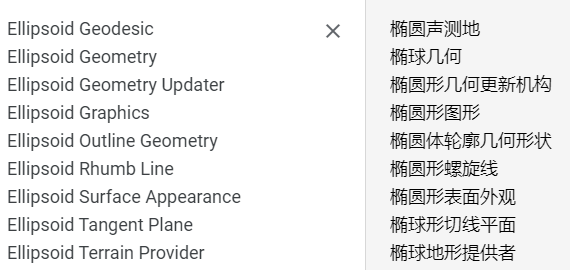 Ellipsoid Geodesic
Ellipsoid Geometry
Ellipsoid Geometry Updater
Ellipsoid Graphics
Ellipsoid Outline Geometry
Ellipsoid Rhumb Line
Ellipsoid Surface Appearance
Ellipsoid Tangent Plane
Ellipsoid Terrain Provider
椭圆声测地
椭球几何
椭圆形几何更新机构
椭圆形图形
椭圆体轮廓几何形状
椭圆形螺旋线
椭圆形表面外观
椭球形切线平面
椭球地形提供者